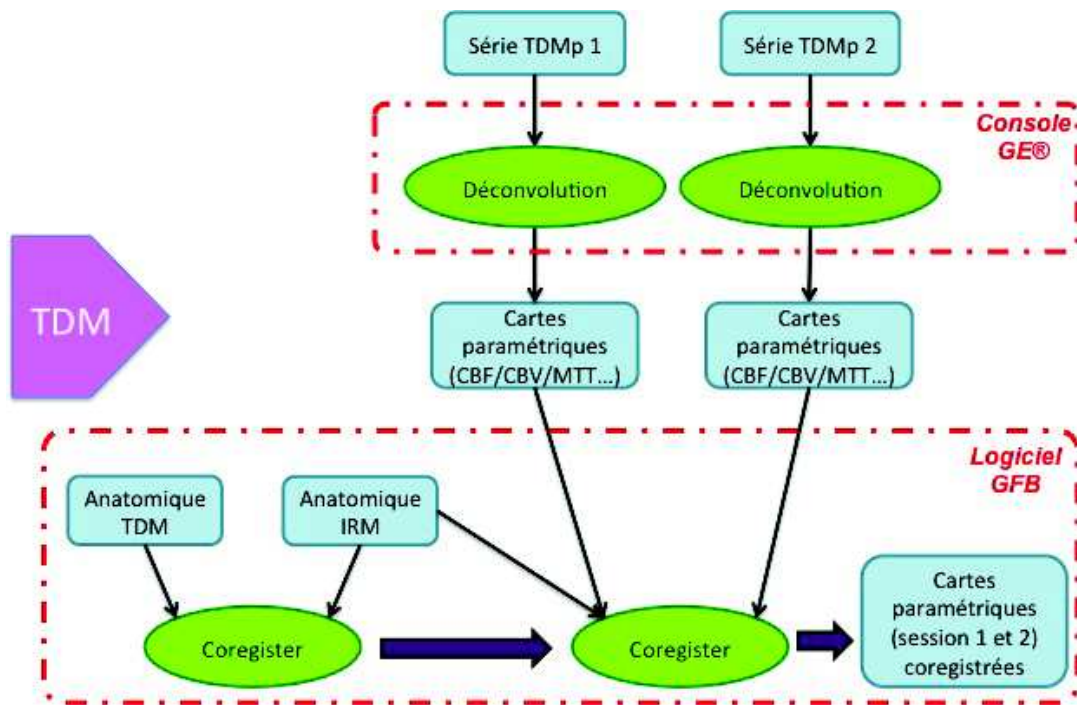 Série TDMp 1
Série TDMp 2
Console
GE®
Déconvolution
Déconvolution
TDM
Cartes
paramétriques
(CBF/CBV/MTT...)
Cartes
paramétriques
(CBF/CBV/MTT...)
Logiciel
GFB
Anatomique
TDM
Anatomique
IRM
Coregister
Coregister
Cartes
paramétriques
(session 1 et 2)
coregistrées